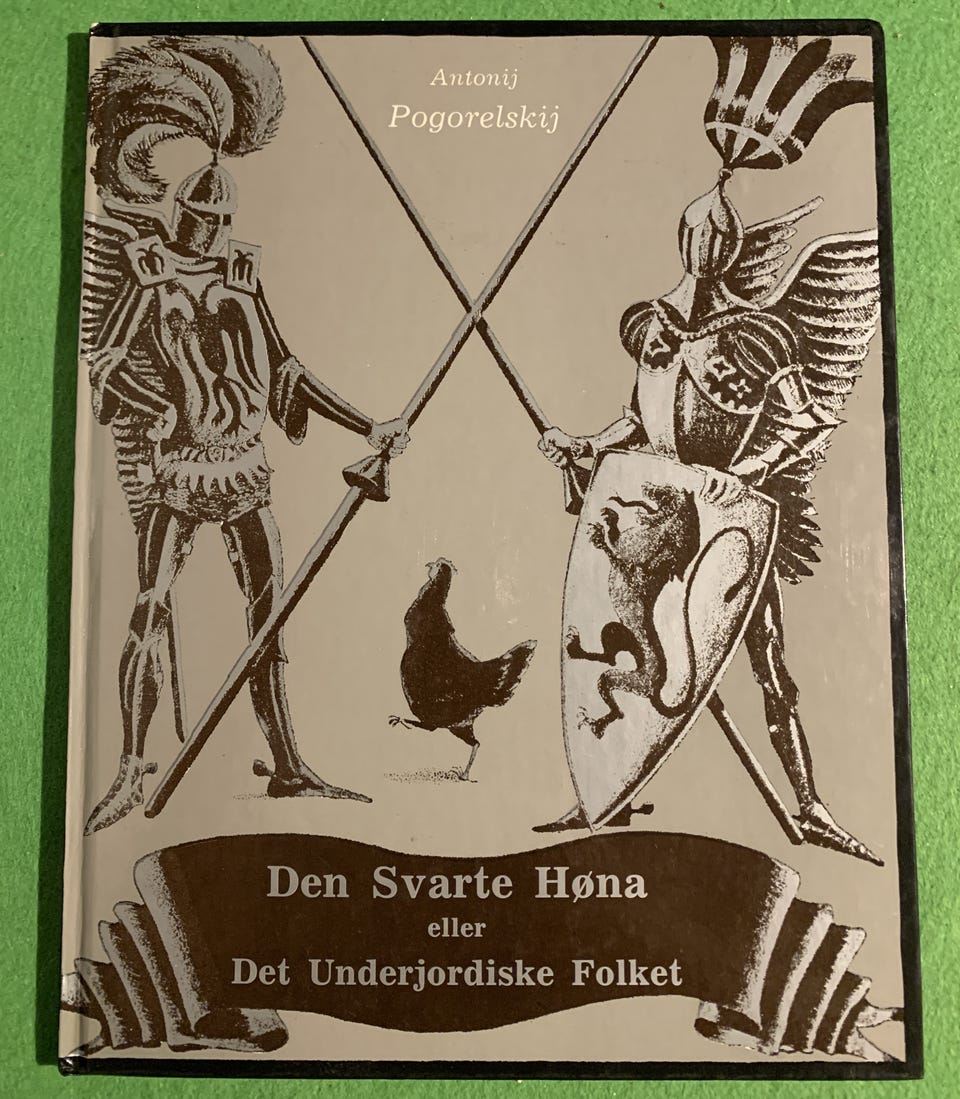 Antonij
Pogorelskij
Den Svarte Høna
eller
Det Underjordiske Folket